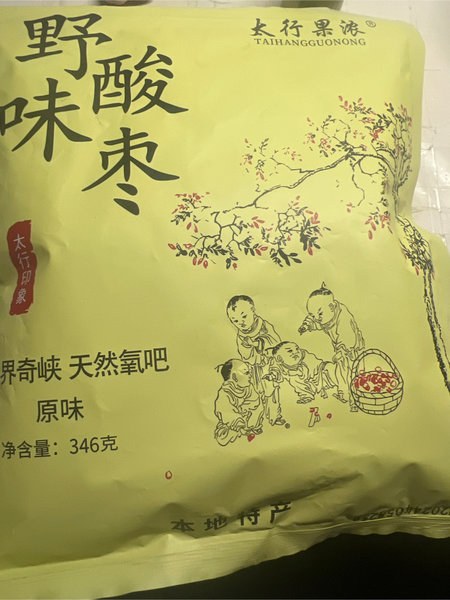 太行果浓®
TAIHANGGUONONG
野味
酸枣
太行印象
界奇峡 天然氧吧
原味
净含量：346克
本地特产